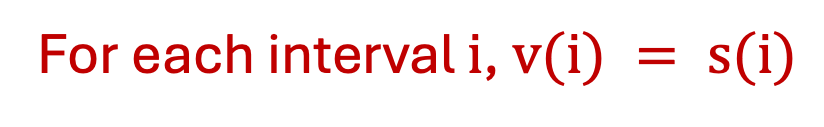 For each interval i, v(i) = s(i)